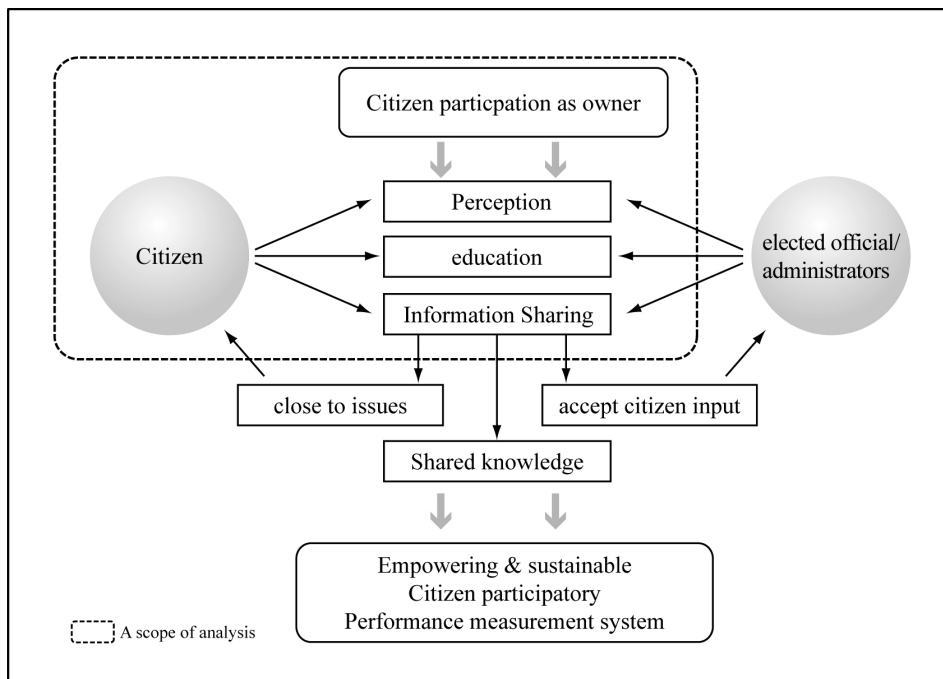 Citizen particpation as owner
Perception
Citizen
education
elected official/
administrators
Information Sharing
close to issues
accept citizen input
Shared knowledge
Empowering & sustainable
Citizen participatory
Performance measurement system
A scope of analysis